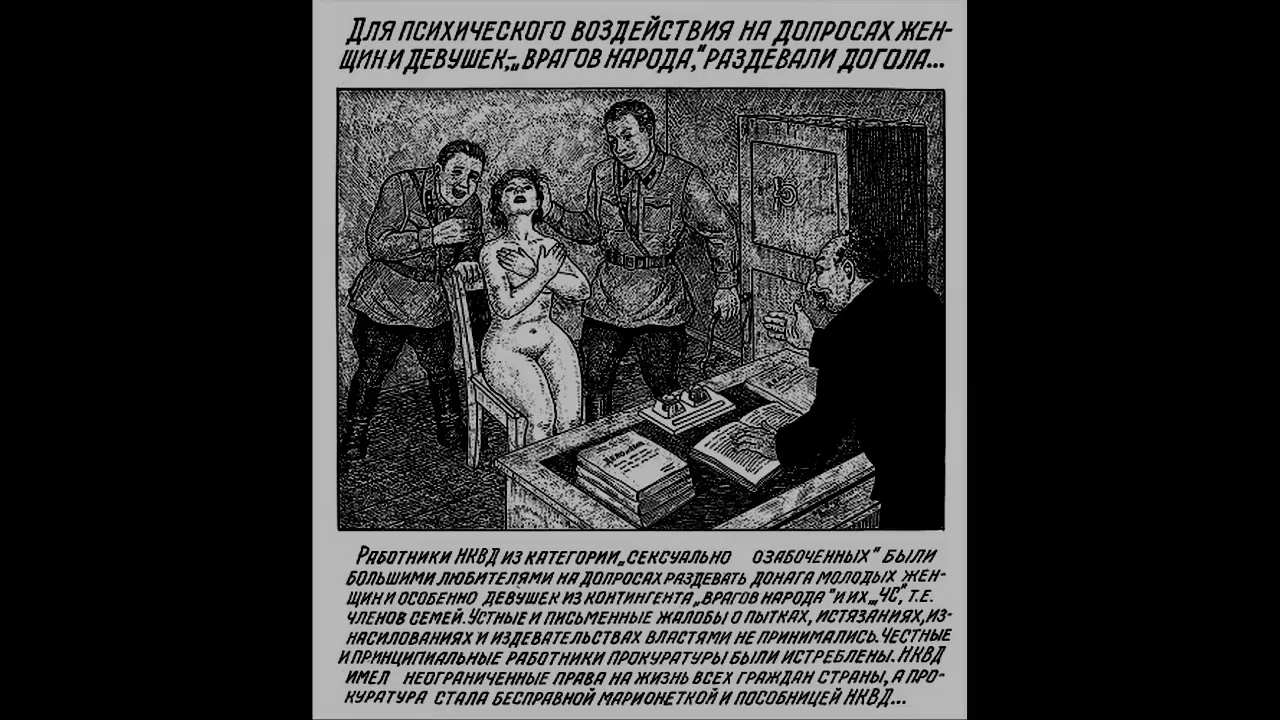 Для психического воздействия на допросах жен-
щин и девушек,-„врагов народа,“ раздевали догола...
Дело
Работники НКВД из категории „сексуально озабоченных“ были
большими любителями на допросах раздевать донага молодых жен-
щин и особенно девушек из контингента „врагов народа“ и их „ЧС“, т.е.
членов семей. Устные и письменные жалобы о пытках, истязаниях, из-
насилованиях и издевательствах властями не принимались. Честные
и принципиальные работники прокуратуры были истреблены. НКВД
имел неограниченные права на жизнь всех граждан страны, а про-
куратура стала бесправной марионеткой и пособницей НКВД...